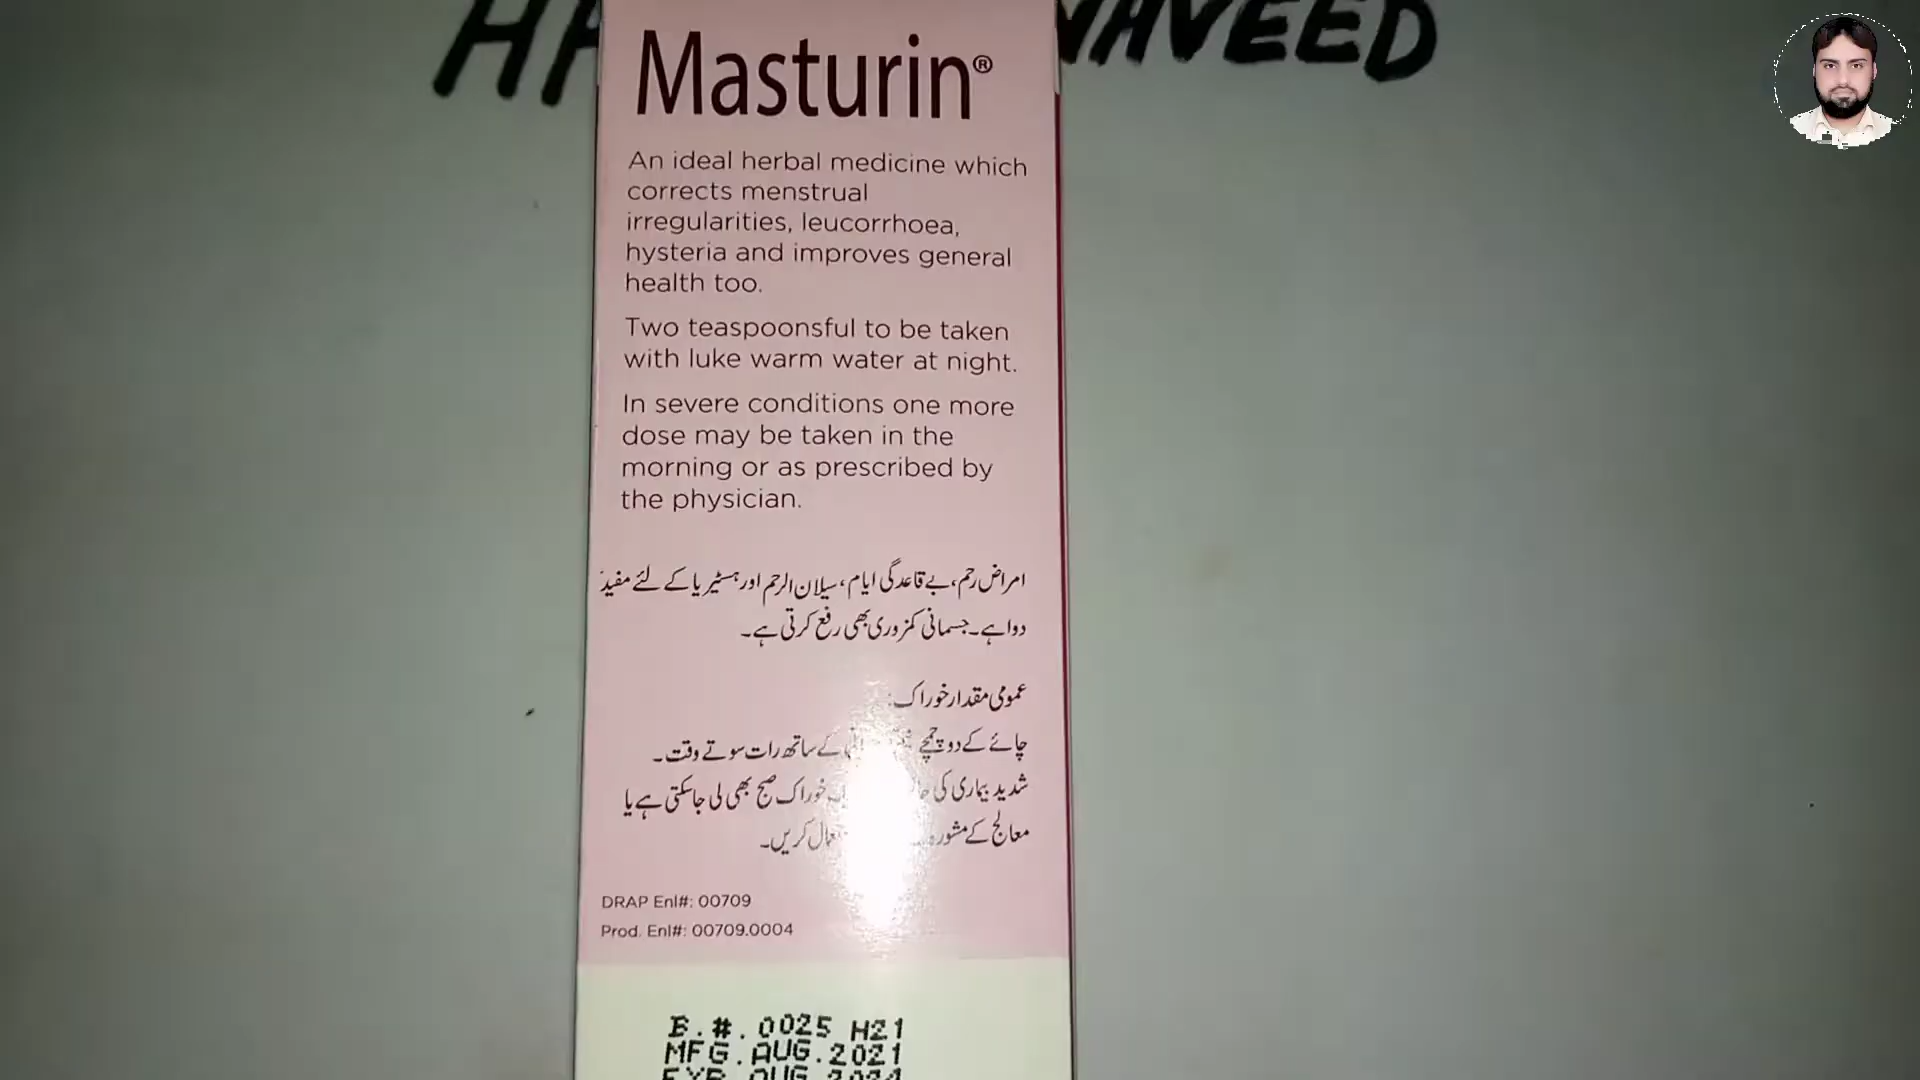 NAVEED
Masturin®
An ideal herbal medicine which
corrects menstrual
irregularities, leucorrhoea,
hysteria and improves general
health too.
Two teaspoonsful to be taken
with luke warm water at night.
In severe conditions one more
dose may be taken in the
morning or as prescribed by
the physician.
امراض رحم، بے قاعدگی ایام، سیلان الرحم اور ہسٹیریا کے لئے مفید
دوا ہے۔ جسمانی کمزوری بھی رفع کرتی ہے۔
عمومی مقدار خوراک:
چائے کے دو چمچے کے ساتھ رات سوتے وقت۔
شدید بیماری کی خوراک صبح بھی لی جاسکتی ہے یا
معالج کے کریں۔
DRAP Enl#: 00709
Prod. Enl#: 00709.0004
B.#.0025 H21
MFG.AUG.2021
AUG